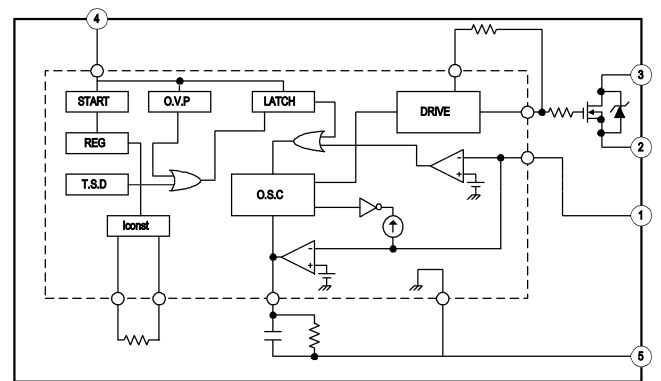 4
3
START
O.V.P
LATCH
DRIVE
REG
2
T.S.D
O.S.C
1
Iconst
5